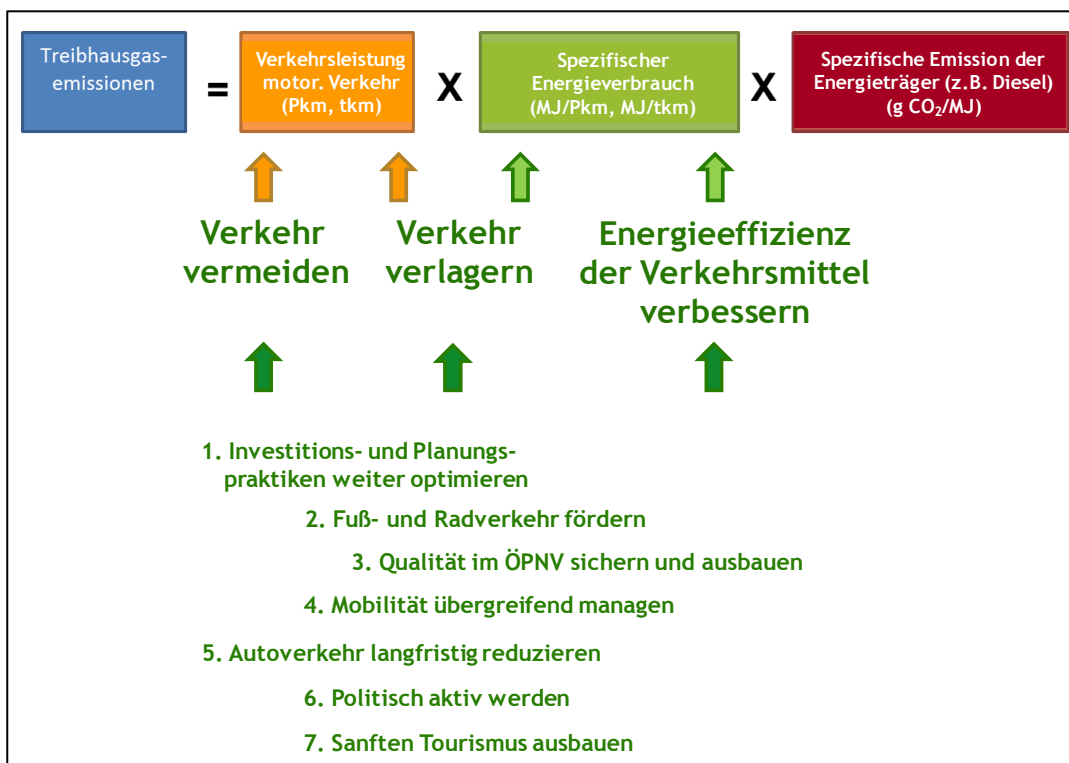 Treibhausgas-
emissionen
=
Verkehrsleistung
motor. Verkehr
(Pkm, tkm)
X
Spezifischer
Energieverbrauch
(MJ/Pkm, MJ/tkm)
X
Spezifische Emission der
Energieträger (z.B. Diesel)
(g CO₂/MJ)
Verkehr
vermeiden
Verkehr
verlagern
Energieeffizienz
der Verkehrsmittel
verbessern
1. Investitions- und Planungs-
praktiken weiter optimieren
2. Fuß- und Radverkehr fördern
3. Qualität im ÖPNV sichern und ausbauen
4. Mobilität übergreifend managen
5. Autoverkehr langfristig reduzieren
6. Politisch aktiv werden
7. Sanften Tourismus ausbauen